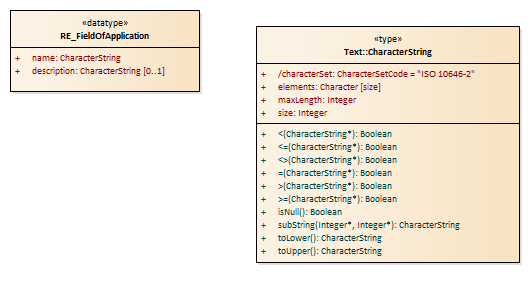 «datatype»
RE_FieldOfApplication
+ name: CharacterString
+ description: CharacterString [0..1]
«type»
Text::CharacterString
+ /characterSet: CharacterSetCode = "ISO 10646-2"
+ elements: Character [size]
+ maxLength: Integer
+ size: Integer
+ <(CharacterString*): Boolean
+ <=(CharacterString*): Boolean
+ <>(CharacterString*): Boolean
+ =(CharacterString*): Boolean
+ >(CharacterString*): Boolean
+ >=(CharacterString*): Boolean
+ isNull(): Boolean
+ subString(Integer*, Integer*): CharacterString
+ toLower(): CharacterString
+ toUpper(): CharacterString